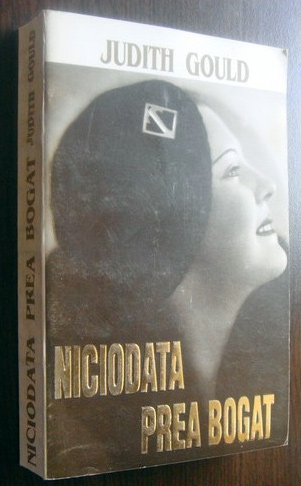 JUDITH GOULD
NICIODATA
PREA BOGAT
NICIODATA PREA BOGAT JUDITH GOULD